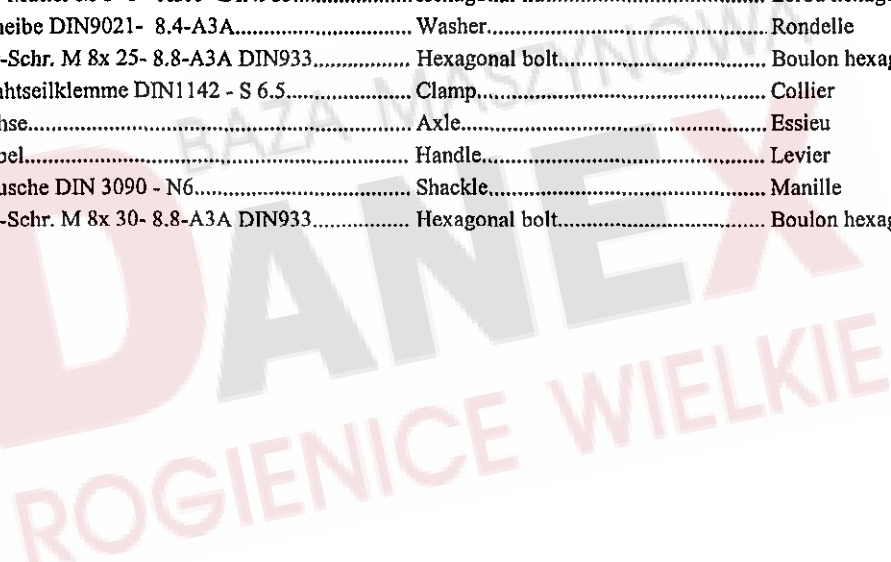 heibe DIN9021- 8.4-A3A.......... Washer.......... Rondelle
-Schr. M 8x 25- 8.8-A3A DIN933.......... Hexagonal bolt.......... Boulon hexag
ahtseilklemme DIN1142 - S 6.5.......... Clamp.......... Collier
hse.......... Axle.......... Essieu
bel.......... Handle.......... Levier
usche DIN 3090 - N6.......... Shackle.......... Manille
-Schr. M 8x 30- 8.8-A3A DIN933.......... Hexagonal bolt.......... Boulon hexag
BAZA MASZYNOWA
DANEX
ROGIENICE WIELKIE